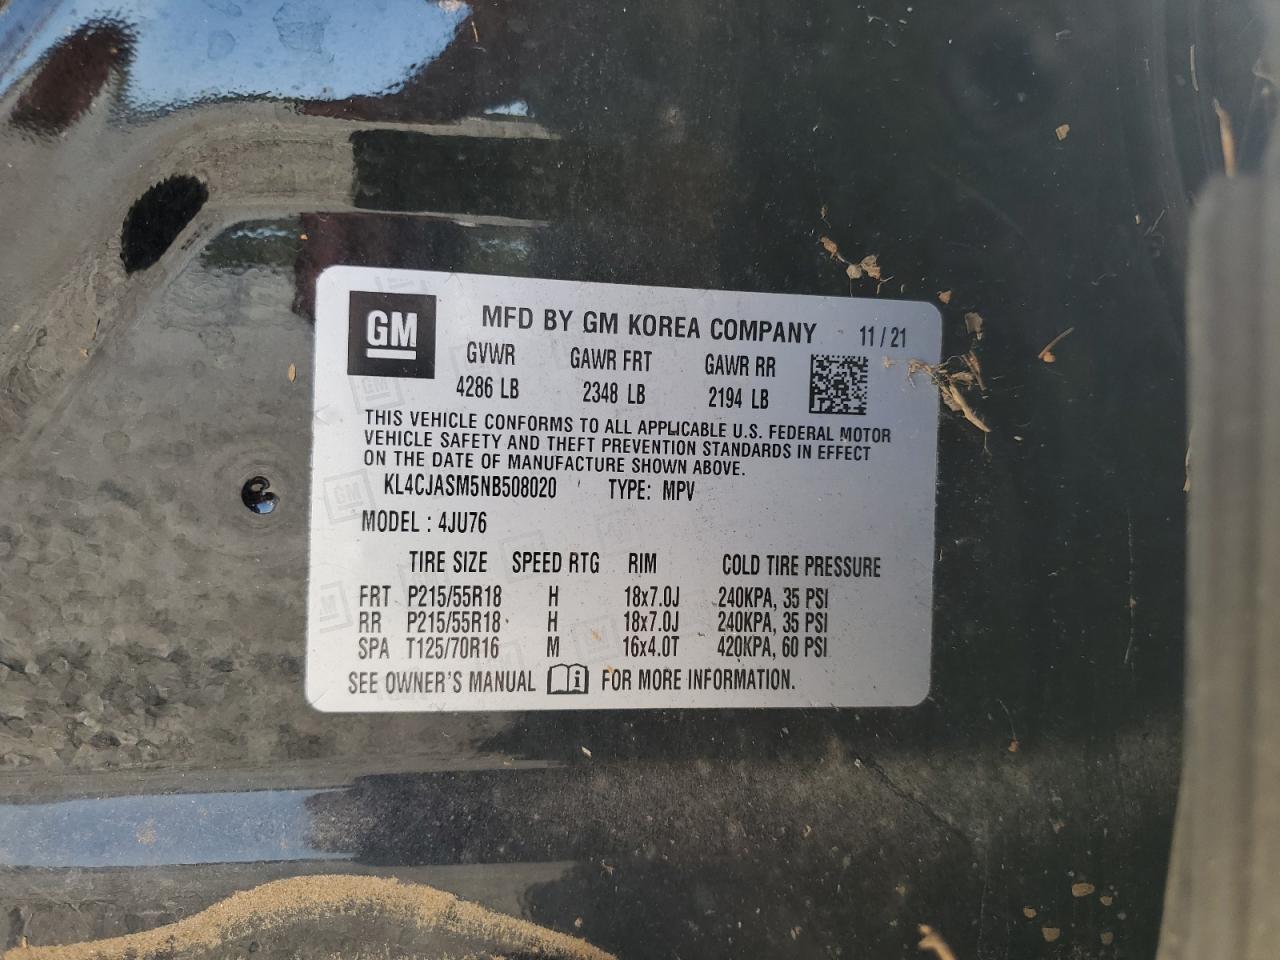 GM
MFD BY GM KOREA COMPANY 11 / 21
GVWR GAWR FRT GAWR RR
4286 LB 2348 LB 2194 LB
THIS VEHICLE CONFORMS TO ALL APPLICABLE U.S. FEDERAL MOTOR
VEHICLE SAFETY AND THEFT PREVENTION STANDARDS IN EFFECT
ON THE DATE OF MANUFACTURE SHOWN ABOVE.
KL4CJASM5NB508020 TYPE: MPV
MODEL : 4JU76
TIRE SIZE SPEED RTG RIM COLD TIRE PRESSURE
FRT P215/55R18 H 18x7.0J 240KPA, 35 PSI
RR P215/55R18 H 18x7.0J 240KPA, 35 PSI
SPA T125/70R16 M 16x4.0T 420KPA, 60 PSI
SEE OWNER'S MANUAL i FOR MORE INFORMATION.